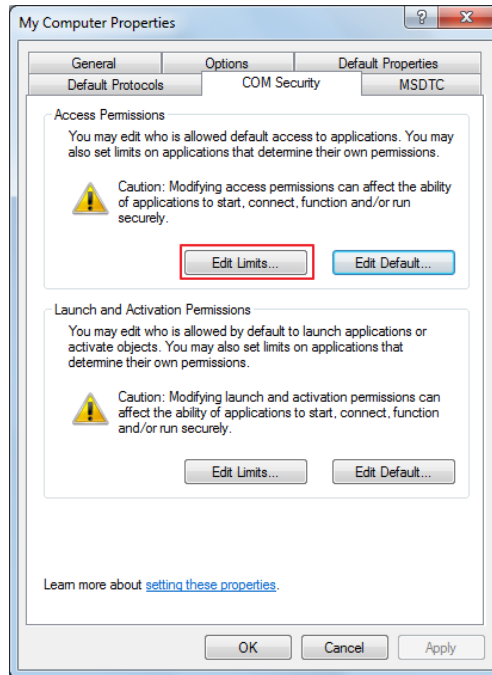 My Computer Properties
?
General Options Default Properties
Default Protocols COM Security MSDTC
Access Permissions
You may edit who is allowed default access to applications. You may
also set limits on applications that determine their own permissions.
Caution: Modifying access permissions can affect the ability
of applications to start, connect, function and/or run
securely.
Edit Limits... Edit Default...
Launch and Activation Permissions
You may edit who is allowed by default to launch applications or
activate objects. You may also set limits on applications that
determine their own permissions.
Caution: Modifying launch and activation permissions can
affect the ability of applications to start, connect, function
and/or run securely.
Edit Limits... Edit Default...
Learn more about setting these properties.
OK Cancel Apply